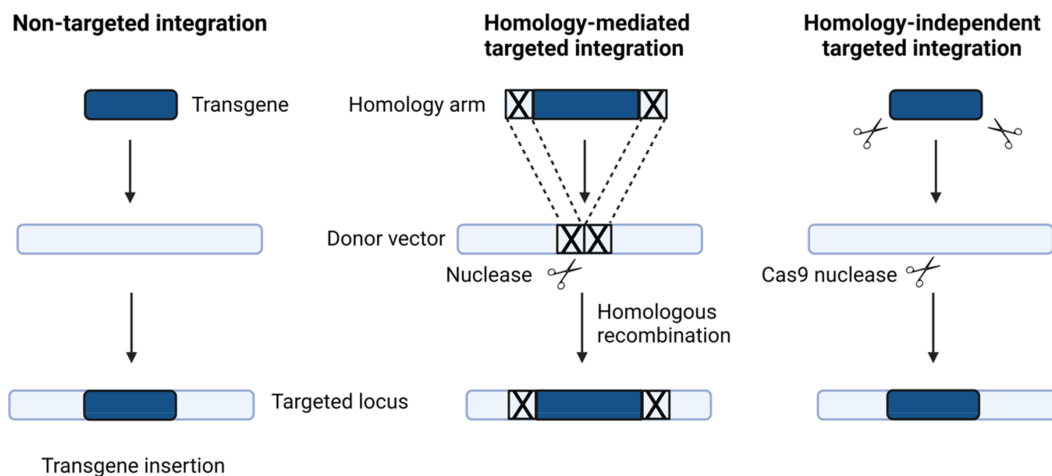 Non-targeted integration
Homology-mediated
targeted integration
Homology-independent
targeted integration
Transgene
Homology arm
Donor vector
Nuclease
Cas9 nuclease
Homologous
recombination
Targeted locus
Transgene insertion